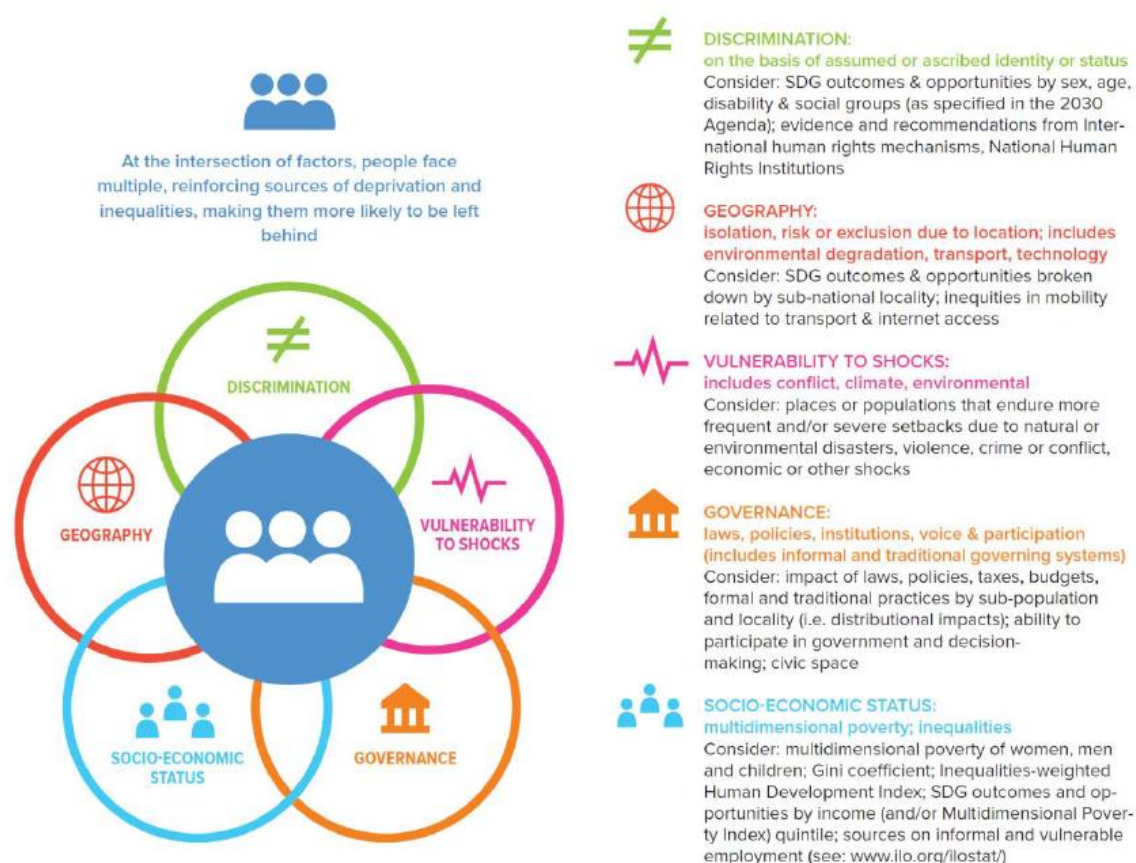 At the intersection of factors, people face
multiple, reinforcing sources of deprivation and
inequalities, making them more likely to be left
behind
DISCRIMINATION
GEOGRAPHY
VULNERABILITY
TO SHOCKS
SOCIO-ECONOMIC
STATUS
GOVERNANCE
DISCRIMINATION:
on the basis of assumed or ascribed identity or status
Consider: SDG outcomes & opportunities by sex, age,
disability & social groups (as specified in the 2030
Agenda); evidence and recommendations from Inter-
national human rights mechanisms, National Human
Rights Institutions
GEOGRAPHY:
isolation, risk or exclusion due to location; includes
environmental degradation, transport, technology
Consider: SDG outcomes & opportunities broken
down by sub-national locality; inequities in mobility
related to transport & internet access
VULNERABILITY TO SHOCKS:
includes conflict, climate, environmental
Consider: places or populations that endure more
frequent and/or severe setbacks due to natural or
environmental disasters, violence, crime or conflict,
economic or other shocks
GOVERNANCE:
laws, policies, institutions, voice & participation
(includes informal and traditional governing systems)
Consider: impact of laws, policies, taxes, budgets,
formal and traditional practices by sub-population
and locality (i.e. distributional impacts); ability to
participate in government and decision-
making; civic space
SOCIO-ECONOMIC STATUS:
multidimensional poverty; inequalities
Consider: multidimensional poverty of women, men
and children; Gini coefficient; Inequalities-weighted
Human Development Index; SDG outcomes and op-
portunities by income (and/or Multidimensional Pover-
ty Index) quintile; sources on informal and vulnerable
employment (see: www.ilo.org/ilostat/)